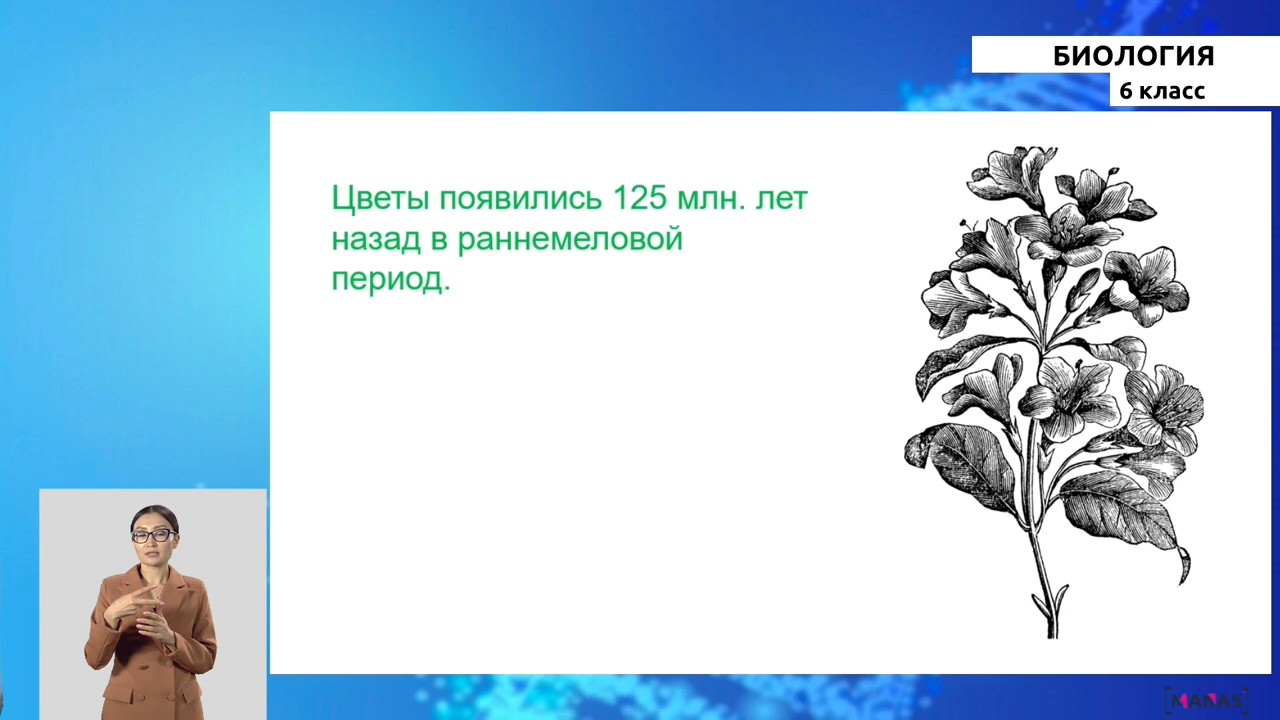 БИОЛОГИЯ
6 класс
Цветы появились 125 млн. лет
назад в раннемеловой
период.
[MANAS]